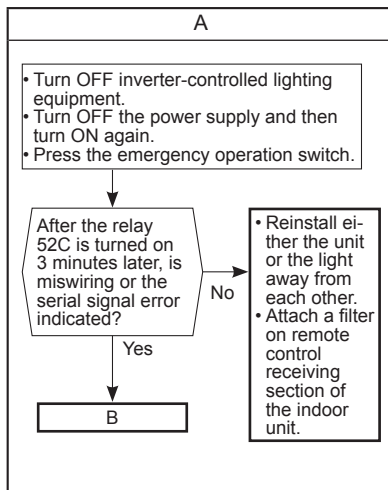 A
• Turn OFF inverter-controlled lighting
equipment.
• Turn OFF the power supply and then
turn ON again.
• Press the emergency operation switch.
After the relay
52C is turned on
3 minutes later, is
miswiring or the
serial signal error
indicated?
No
Yes
• Reinstall ei-
ther the unit
or the light
away from
each other.
• Attach a filter
on remote
control
receiving
section of
the indoor
unit.
B